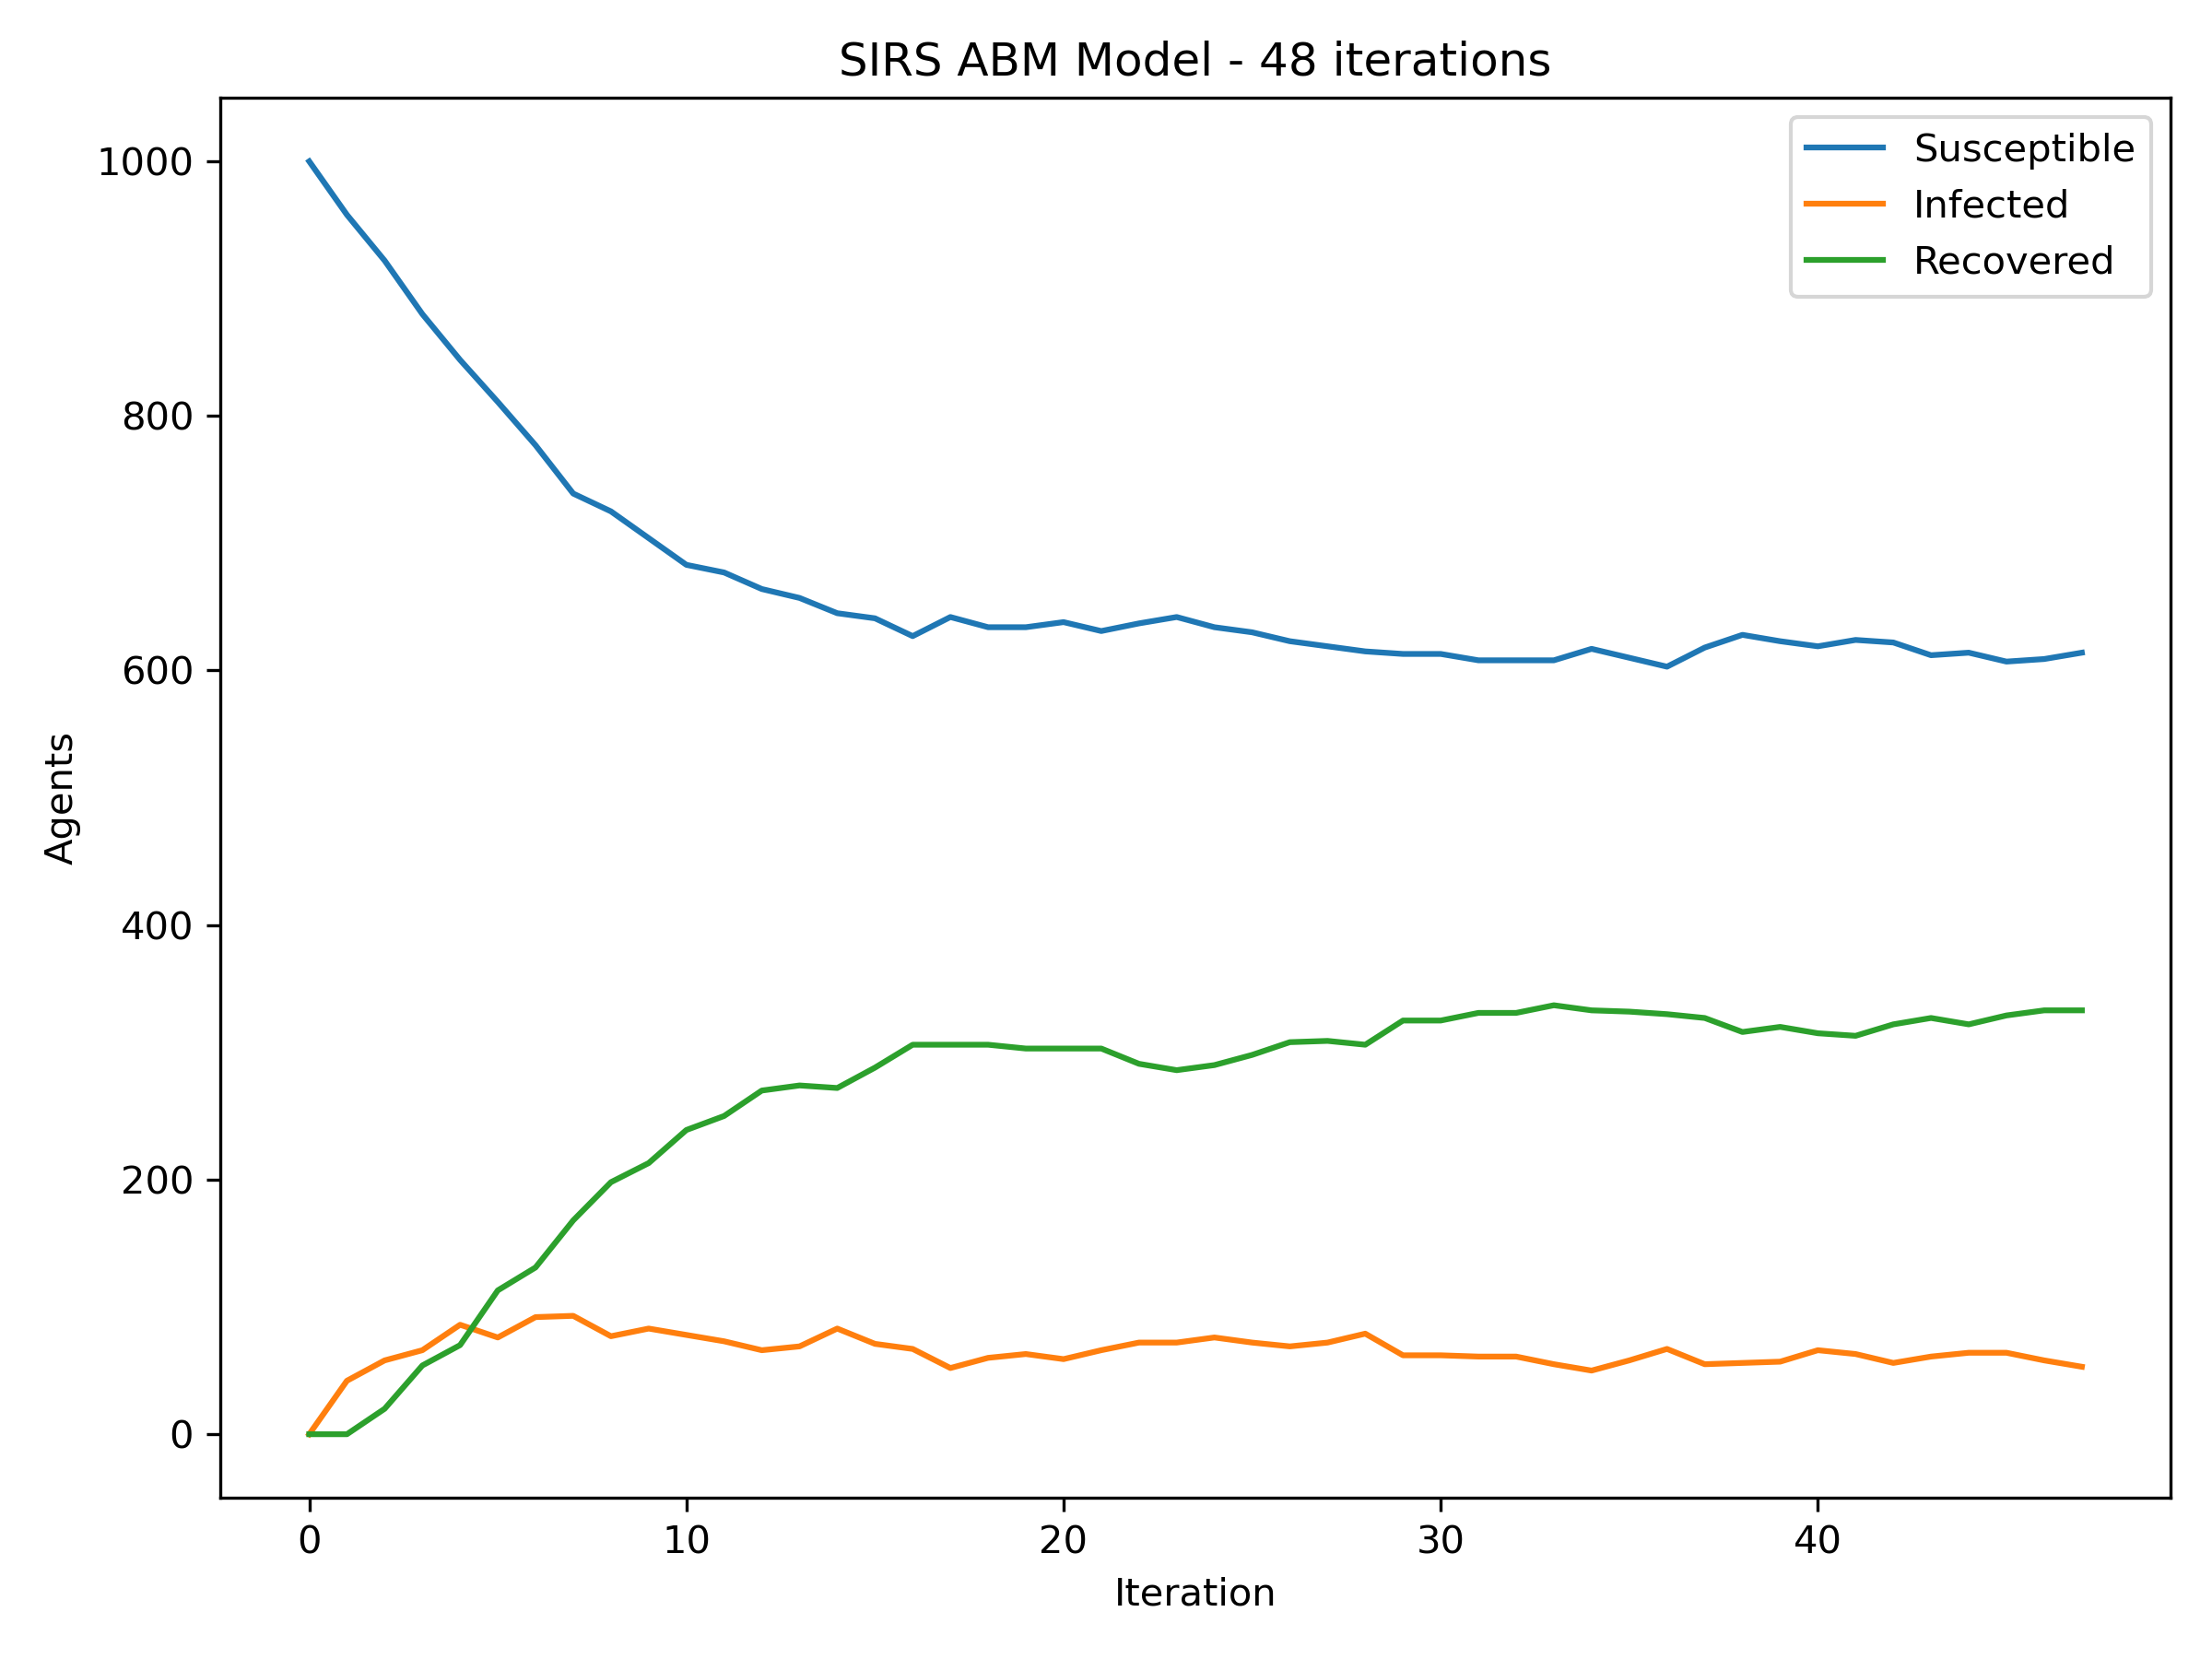 SIRS ABM Model - 48 iterations
Susceptible
Infected
Recovered
1000
800
600
400
200
0
Agents
0 10 20 30 40
Iteration